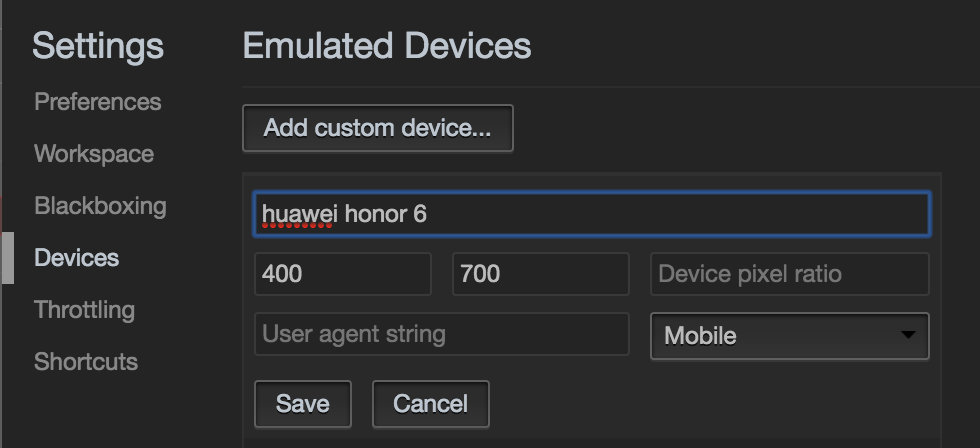 Settings
Emulated Devices
Preferences
Workspace
Blackboxing
Devices
Throttling
Shortcuts
Add custom device...
huawei honor 6
400 700 Device pixel ratio
User agent string Mobile
Save Cancel